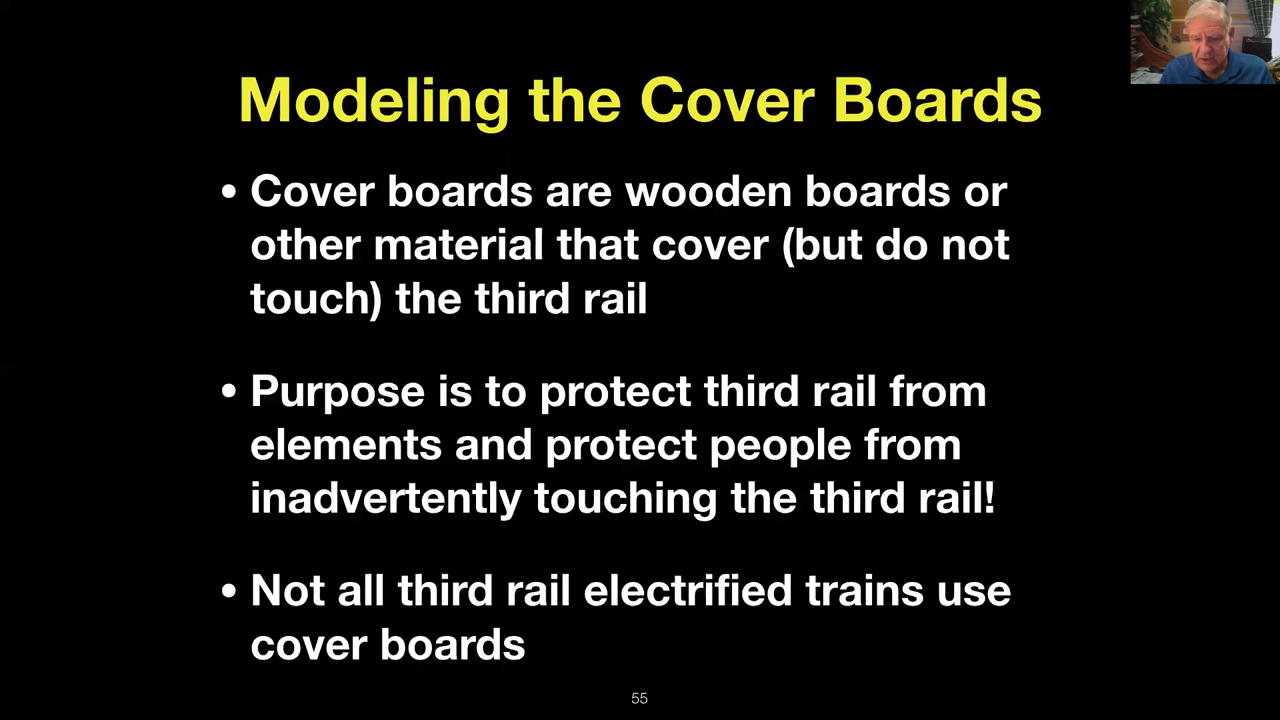 Modeling the Cover Boards
• Cover boards are wooden boards or
other material that cover (but do not
touch) the third rail
• Purpose is to protect third rail from
elements and protect people from
inadvertently touching the third rail!
• Not all third rail electrified trains use
cover boards
55